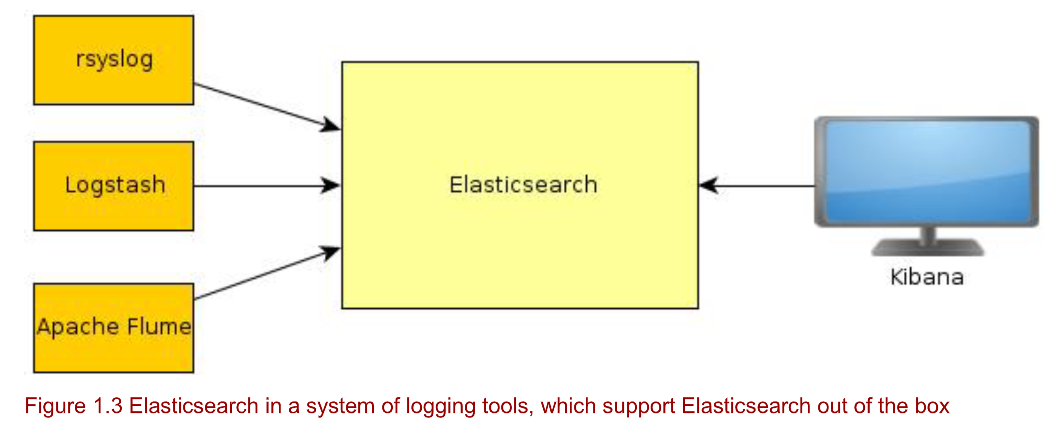 rsyslog
Logstash
Apache Flume
Elasticsearch
Kibana
Figure 1.3 Elasticsearch in a system of logging tools, which support Elasticsearch out of the box